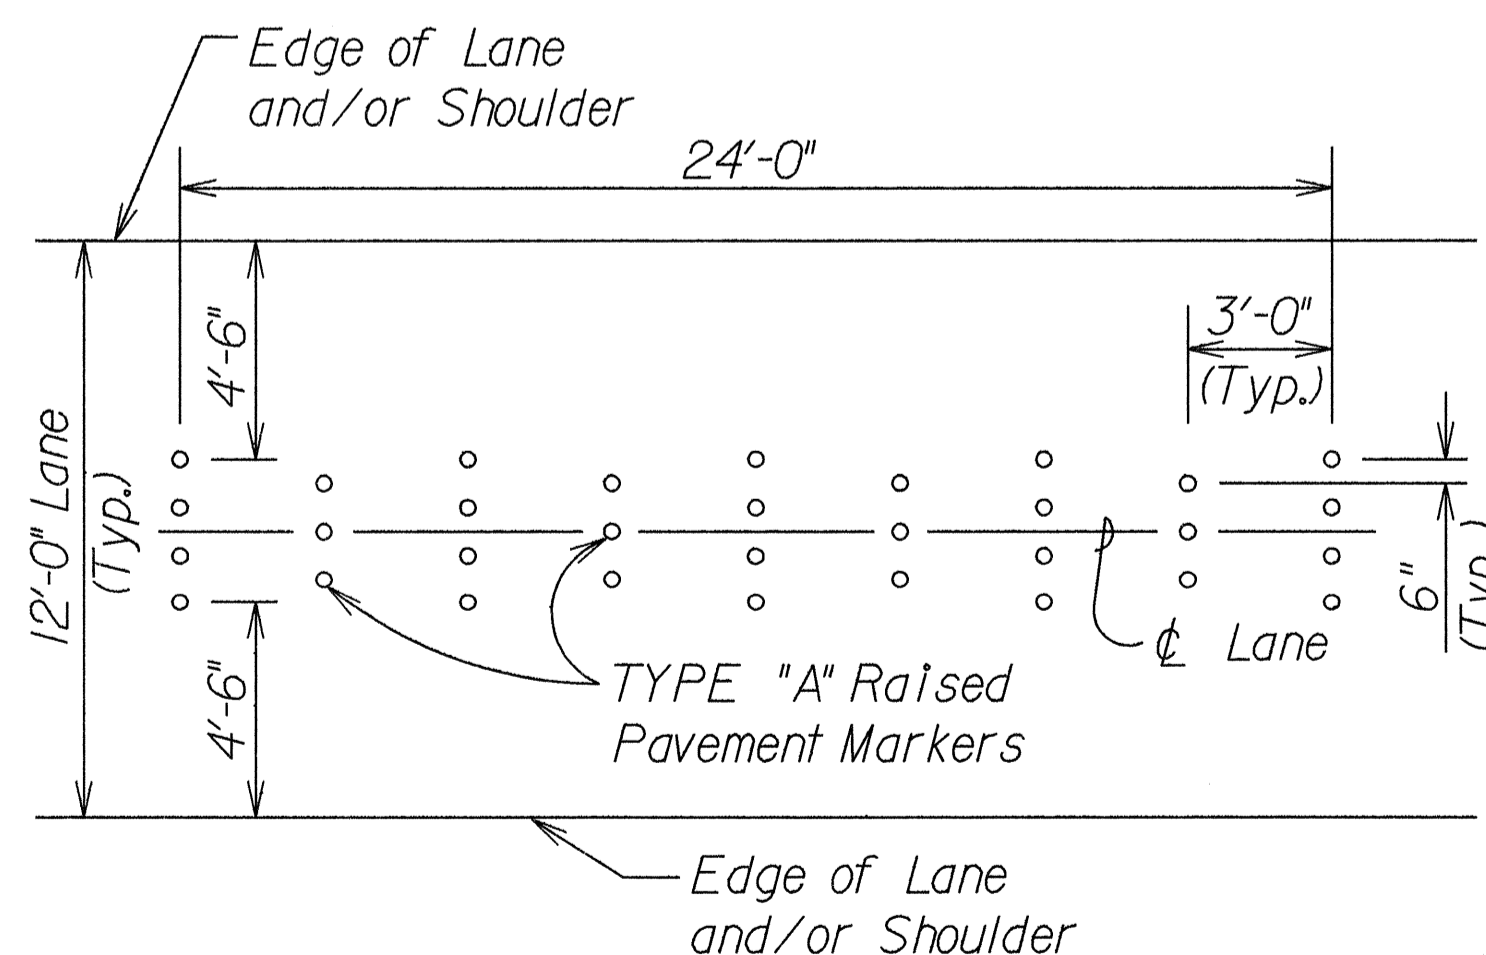 Edge of Lane
and/or Shoulder
24'-0"
3'-0"
(Typ.)
4'-6"
12'-0" Lane
(Typ.)
6"
(Typ.)
℄ Lane
4'-6"
TYPE "A" Raised
Pavement Markers
Edge of Lane
and/or Shoulder